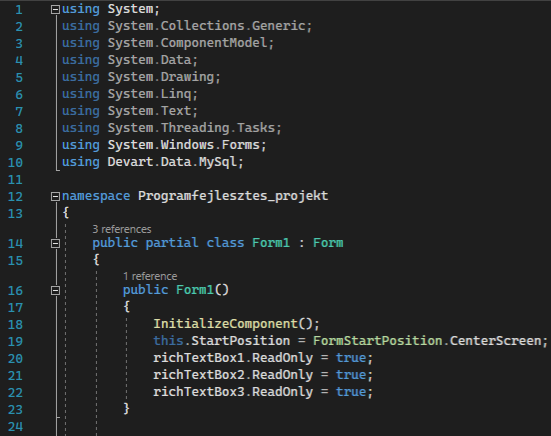 1 using System;
2 using System.Collections.Generic;
3 using System.ComponentModel;
4 using System.Data;
5 using System.Drawing;
6 using System.Linq;
7 using System.Text;
8 using System.Threading.Tasks;
9 using System.Windows.Forms;
10 using Devart.Data.MySql;
11
12 namespace Programfejlesztes_projekt
13 {
3 references
14 public partial class Form1 : Form
15 {
1 reference
16 public Form1()
17 {
18 InitializeComponent();
19 this.StartPosition = FormStartPosition.CenterScreen;
20 richTextBox1.ReadOnly = true;
21 richTextBox2.ReadOnly = true;
22 richTextBox3.ReadOnly = true;
23 }
24